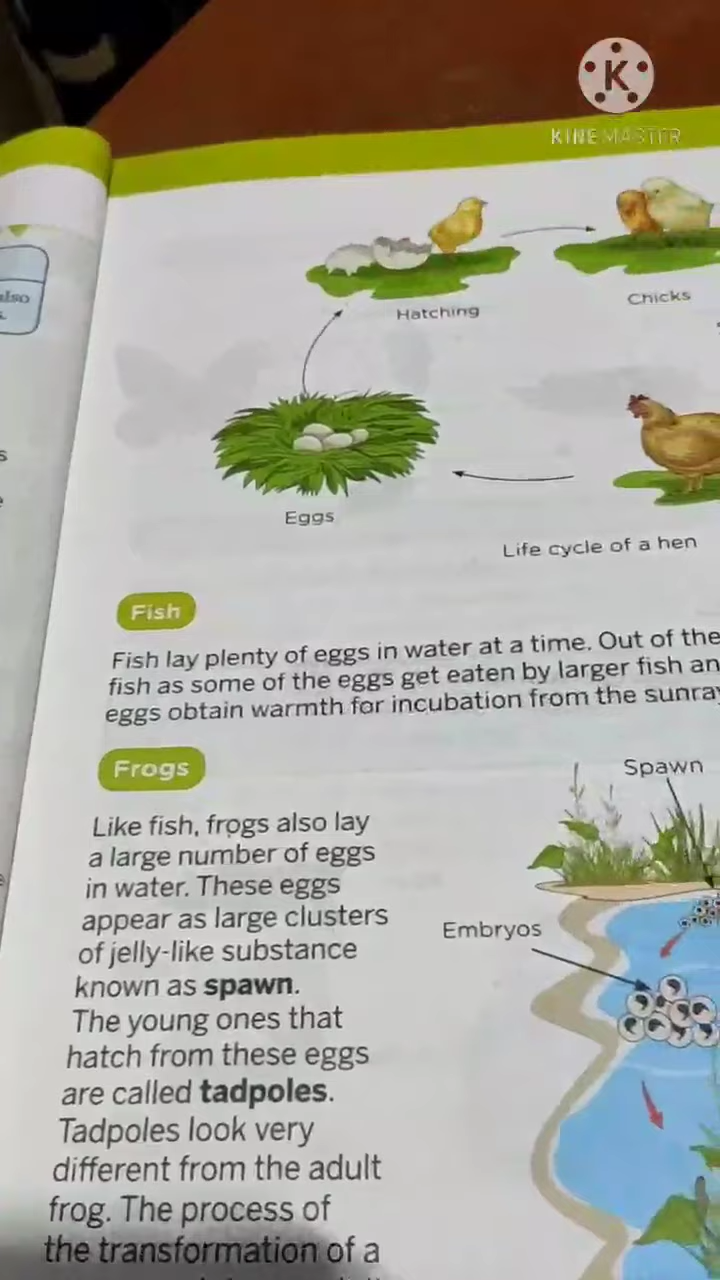 KINEMASTER
also
Hatching
Chicks
Eggs
Life cycle of a hen
Fish
Fish lay plenty of eggs in water at a time. Out of the
fish as some of the eggs get eaten by larger fish an
eggs obtain warmth for incubation from the sunray
Frogs
Spawn
Like fish, frogs also lay
a large number of eggs
in water. These eggs
appear as large clusters
of jelly-like substance
known as spawn.
Embryos
The young ones that
hatch from these eggs
are called tadpoles.
Tadpoles look very
different from the adult
frog. The process of
the transformation of a